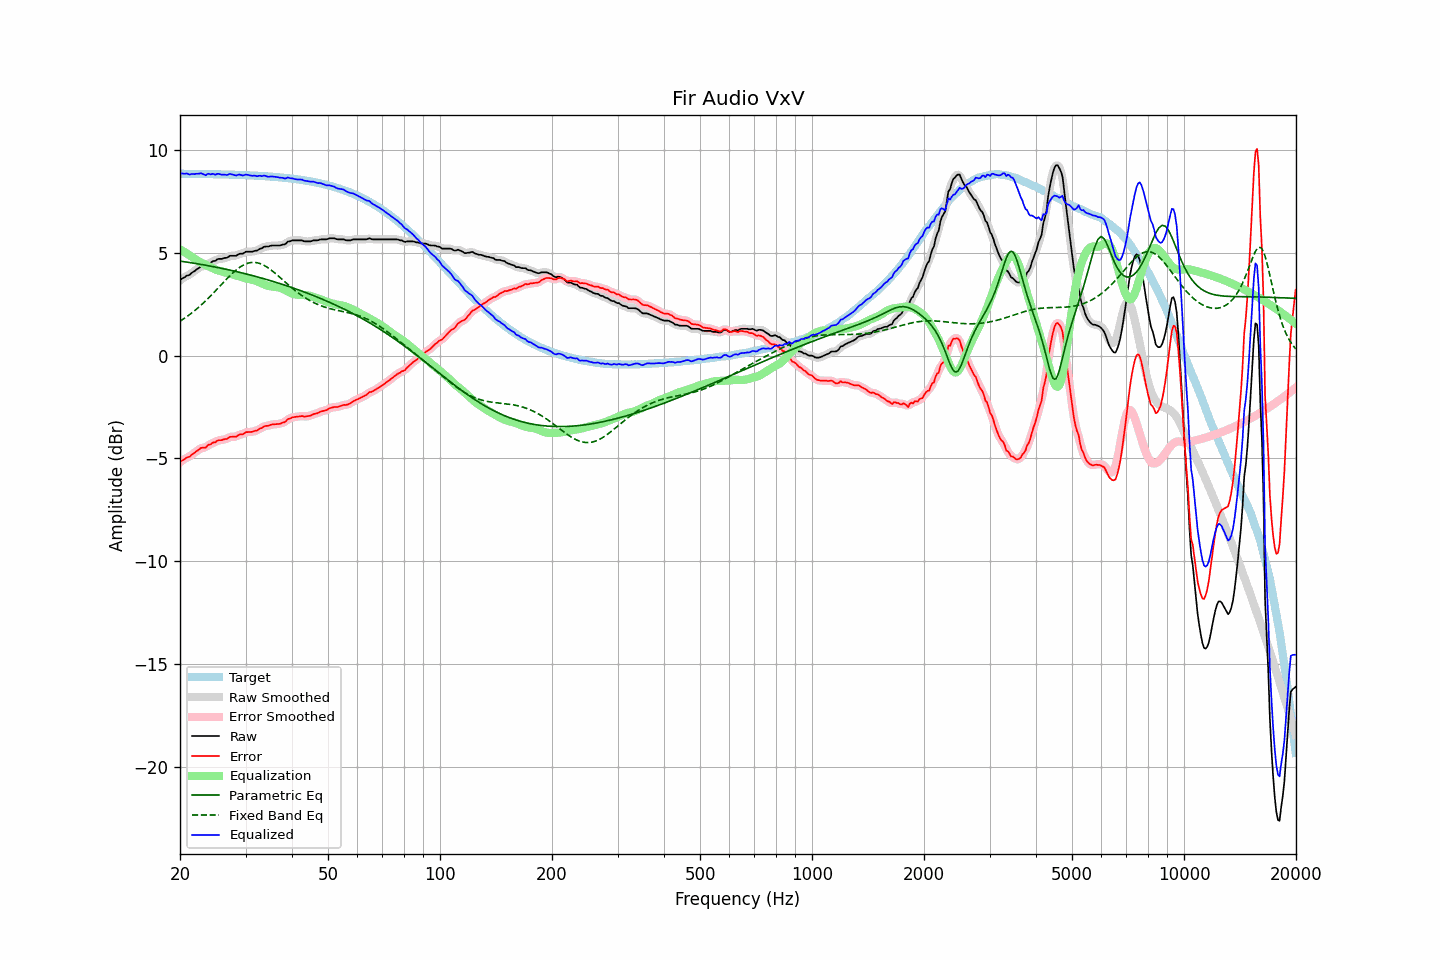 Fir Audio VxV
10
5
0
−5
−10
−15
−20
Amplitude (dBr)
Target
Raw Smoothed
Error Smoothed
Raw
Error
Equalization
Parametric Eq
Fixed Band Eq
Equalized
20
50
100
200
500
1000
2000
5000
10000
20000
Frequency (Hz)